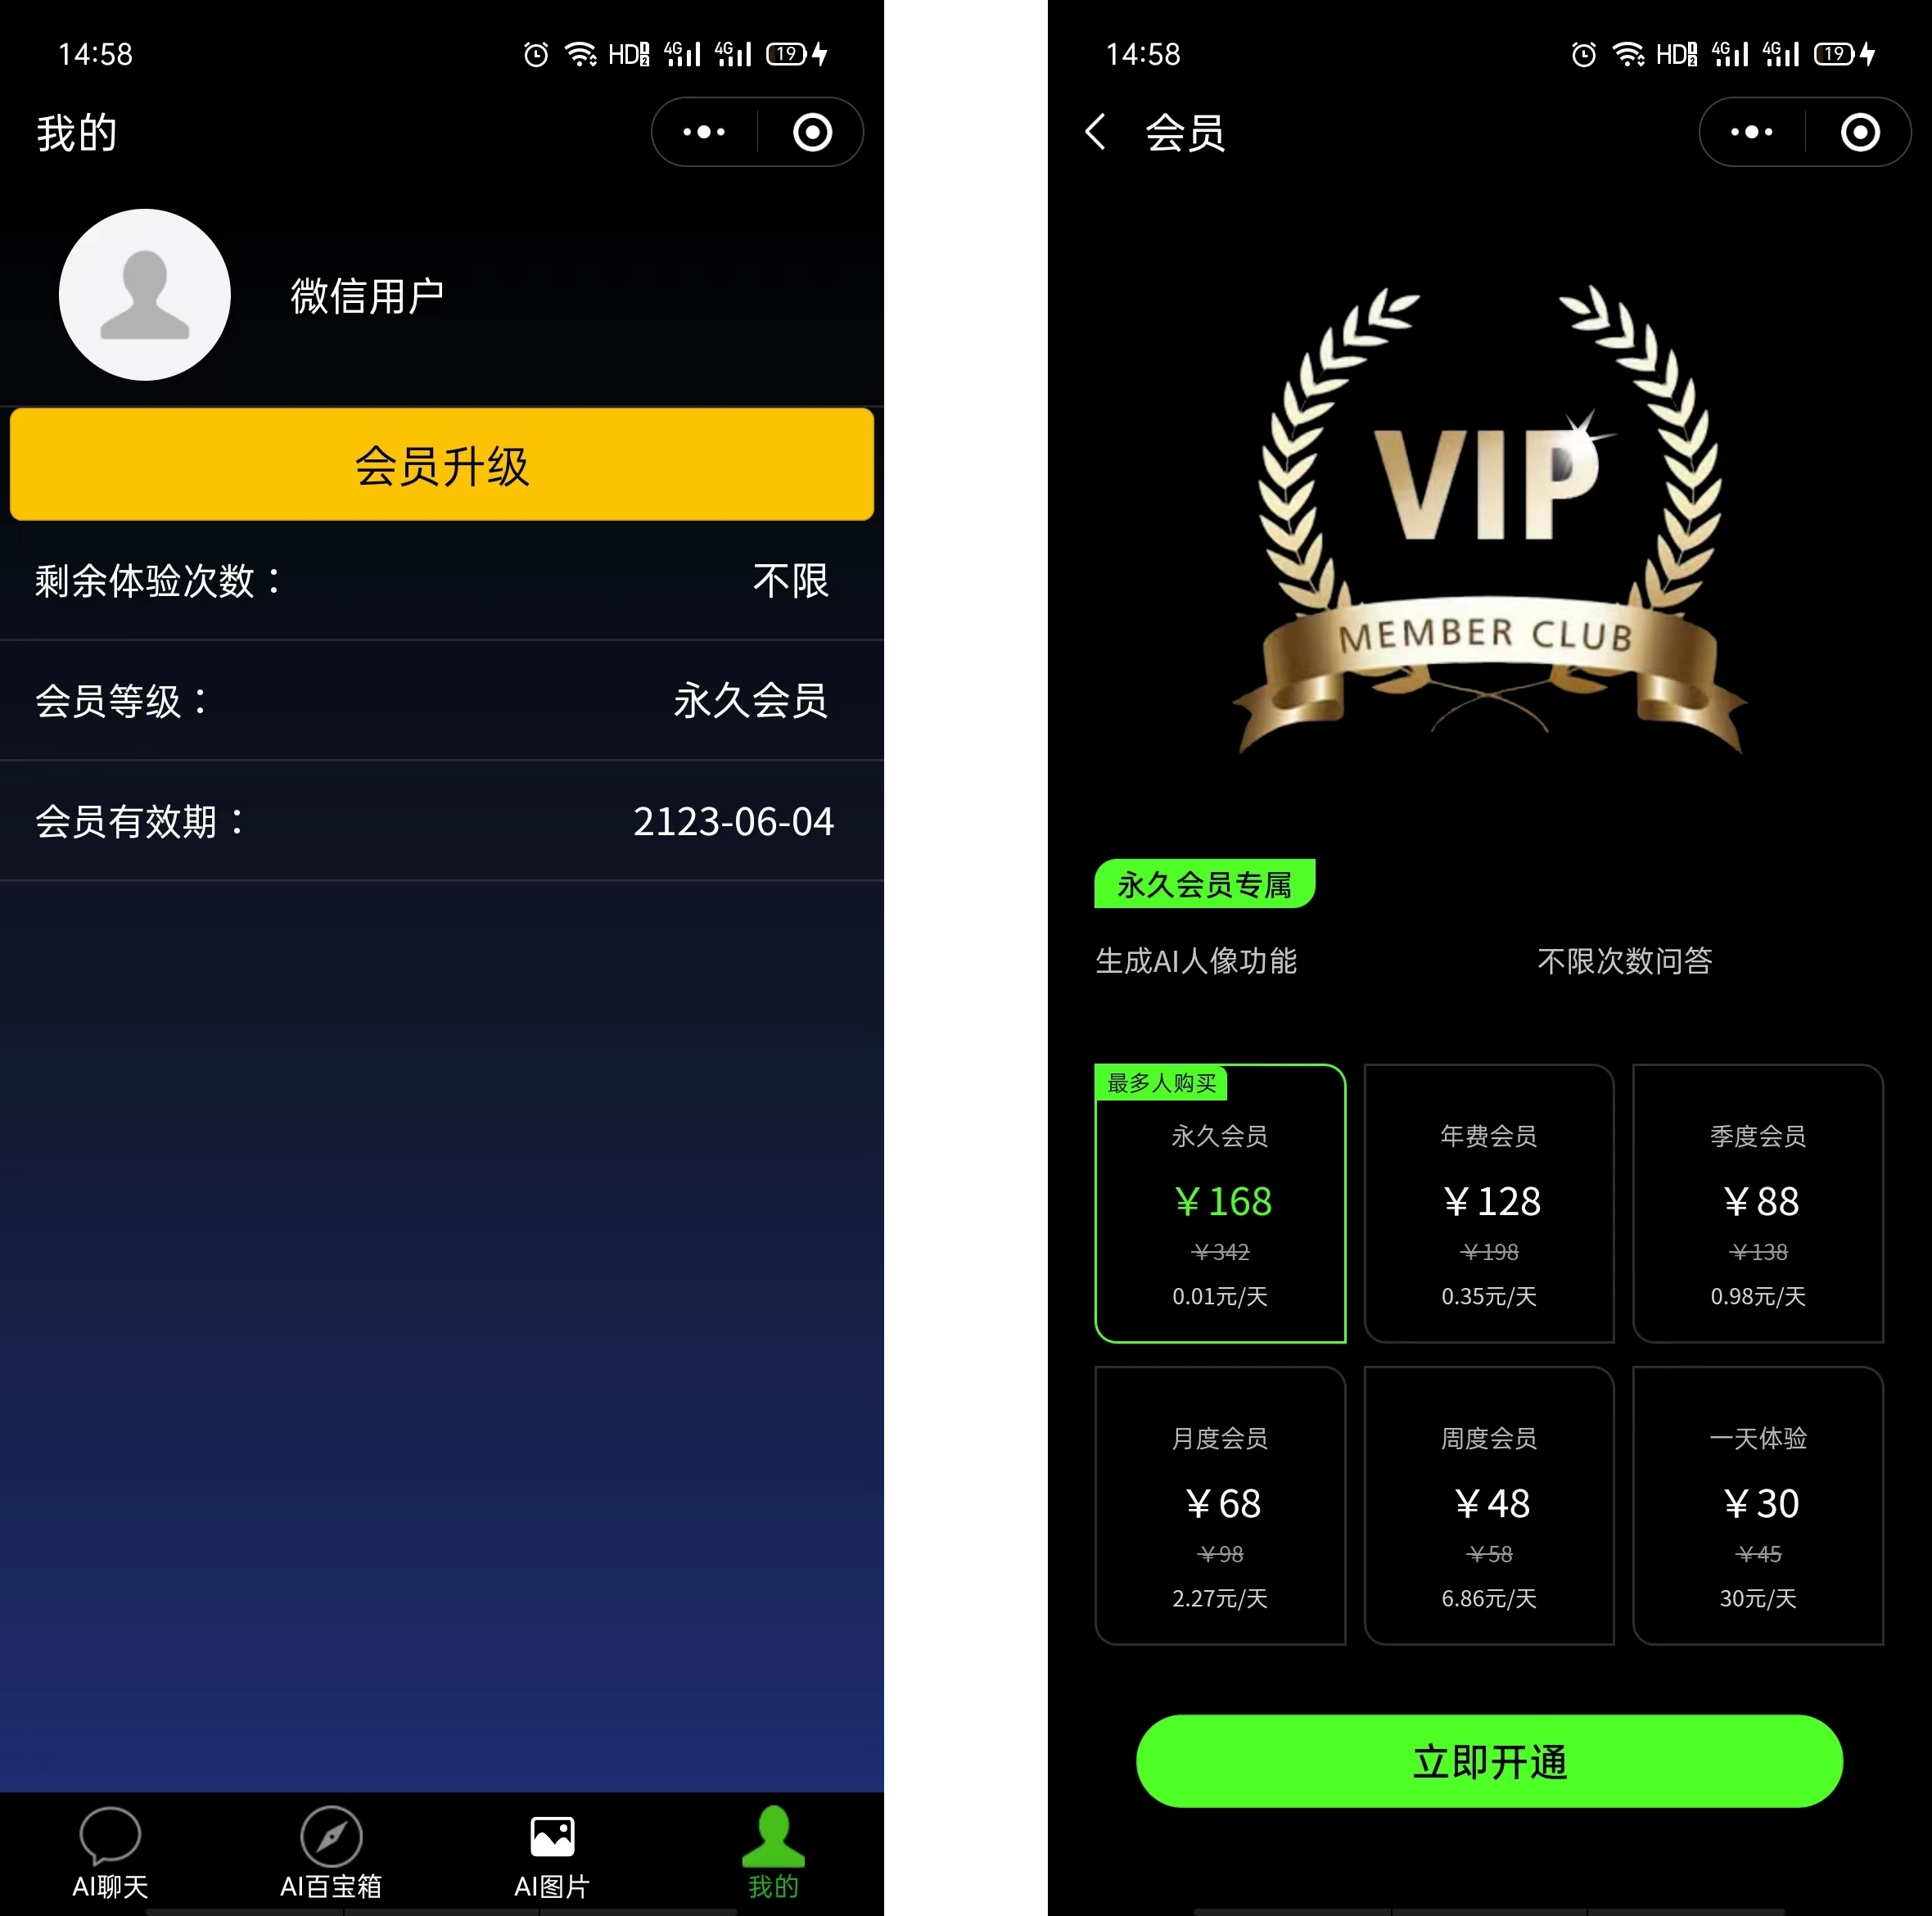 14:58
HD 4G 4G 19
我的
微信用户
会员升级
剩余体验次数： 不限
会员等级： 永久会员
会员有效期： 2123-06-04
AI聊天 AI百宝箱 AI图片 我的
14:58
HD 4G 4G 19
会员
VIP
MEMBER CLUB
永久会员专属
生成AI人像功能 不限次数问答
最多人购买
永久会员 年费会员 季度会员
￥168 ￥128 ￥88
￥342 ￥198 ￥138
0.01元/天 0.35元/天 0.98元/天
月度会员 周度会员 一天体验
￥68 ￥48 ￥30
￥98 ￥58 ￥45
2.27元/天 6.86元/天 30元/天
立即开通